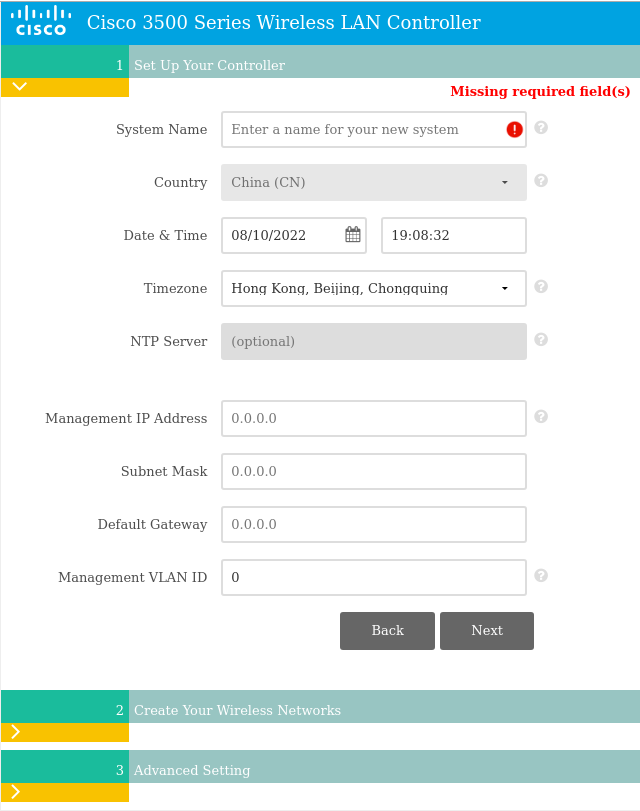 CISCO
Cisco 3500 Series Wireless LAN Controller
1 Set Up Your Controller
Missing required field(s)
System Name Enter a name for your new system
Country China (CN)
Date & Time 08/10/2022 19:08:32
Timezone Hong Kong, Beijing, Chongquing
NTP Server (optional)
Management IP Address 0.0.0.0
Subnet Mask 0.0.0.0
Default Gateway 0.0.0.0
Management VLAN ID 0
Back Next
2 Create Your Wireless Networks
3 Advanced Setting